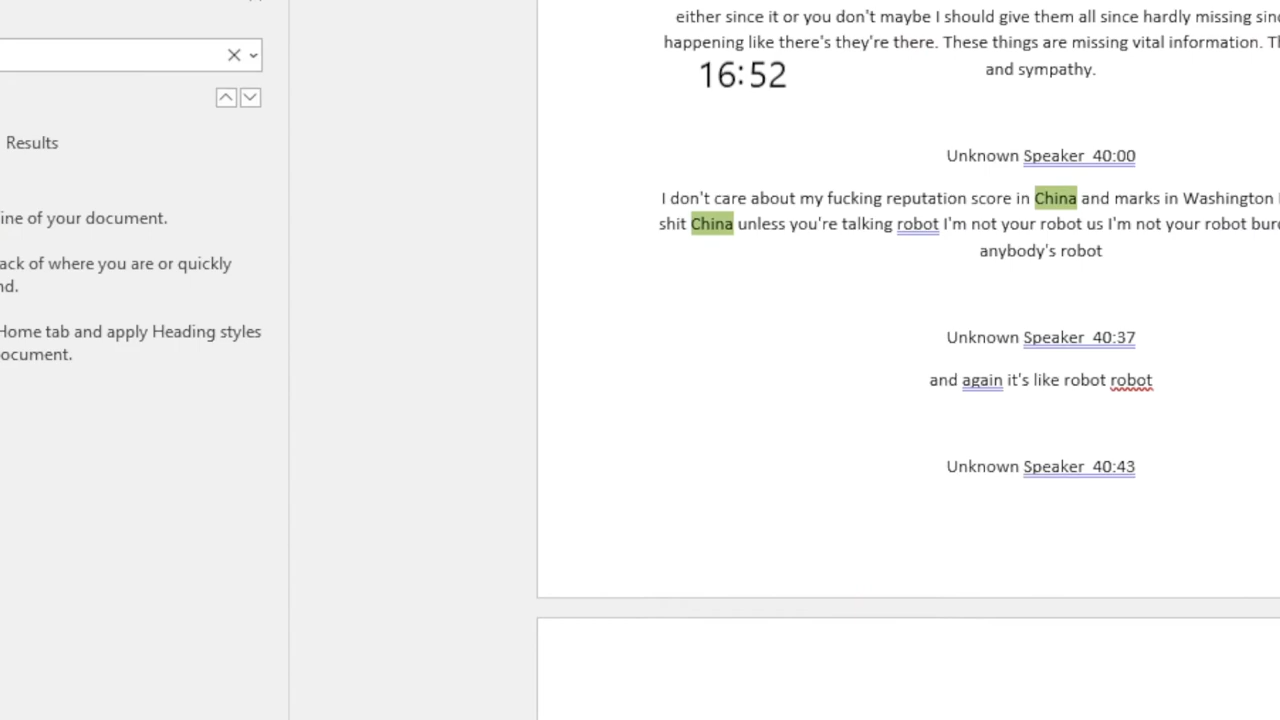 Results
ine of your document.
ack of where you are or quickly
nd.
Home tab and apply Heading styles
ocument.
either since it or you don't maybe I should give them all since hardly missing sinc
happening like there's they're there. These things are missing vital information. Th
and sympathy.
16:52
Unknown Speaker 40:00
I don't care about my fucking reputation score in China and marks in Washington
shit China unless you're talking robot I'm not your robot us I'm not your robot burd
anybody's robot
Unknown Speaker 40:37
and again it's like robot robot
Unknown Speaker 40:43